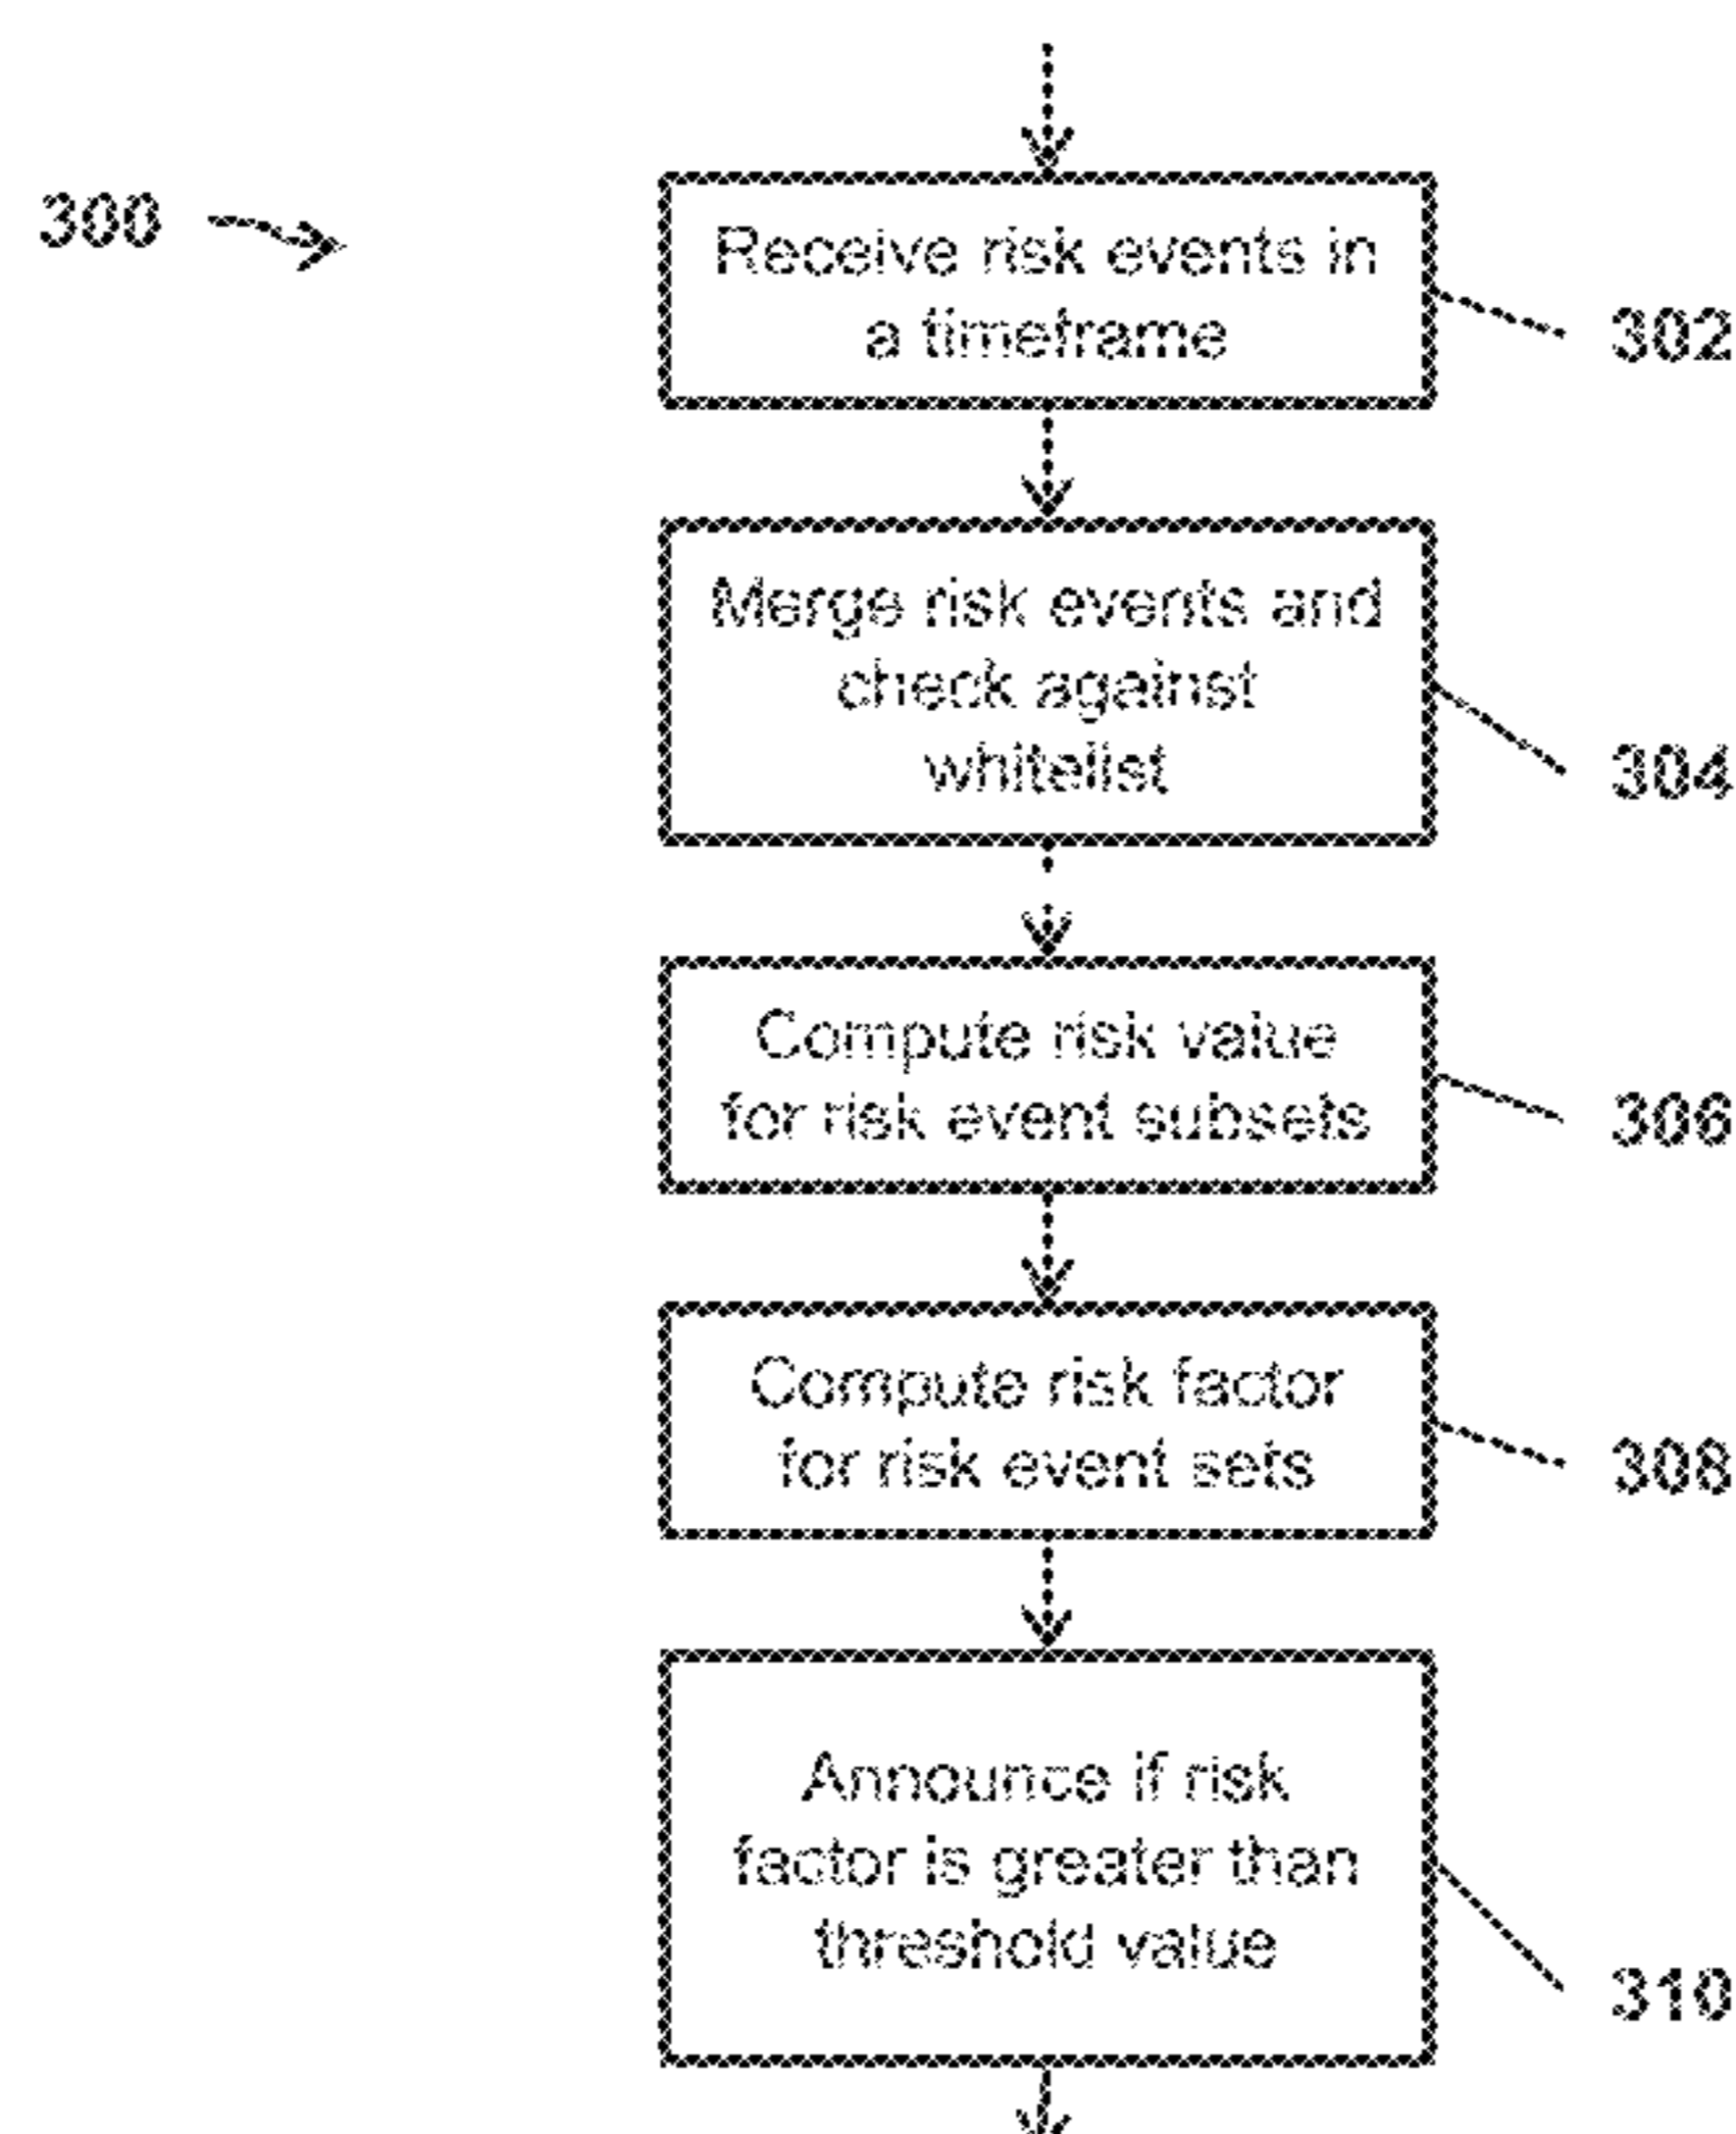 300
Receive risk events in
a timeframe
302
Merge risk events and
check against
whitelist
304
Compute risk value
for risk event subsets
306
Compute risk factor
for risk event sets
308
Announce if risk
factor is greater than
threshold value
310